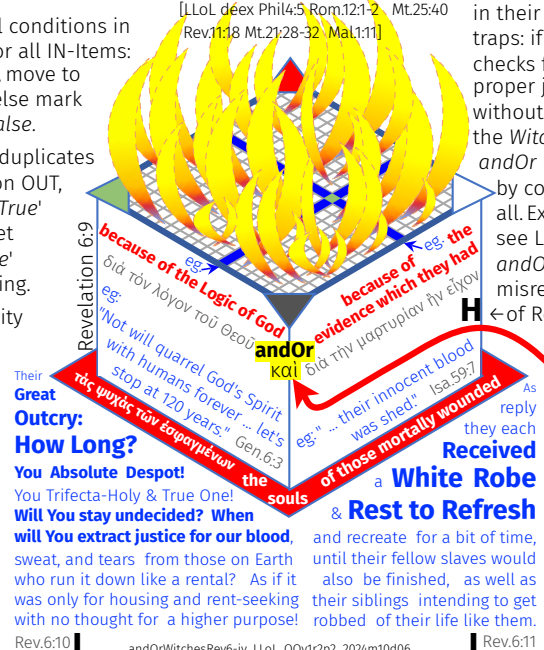 [LLoL déex Phil4:5 Rom.12:1-2 Mt.25:40
Rev.11:18 Mt.21:28-32 Mal.1:11]
l conditions in
or all IN-Items:
, move to
else mark
alse.
duplicates
on OUT,
True'
et
e'
ing.
ity
in their
traps: if
checks f
proper j
without
the Witc
andOr
by co
all. Ex
see L
andO
misre
H ←of R
Revelation 6:9
eg:
because of the Logic of God
διὰ τὸν λόγον τοῦ Θεοῦ
eg:
"Not will quarrel God's Spirit
with humans forever ... let's
stop at 120 years." Gen.6:3
andOr
καὶ
eg: the
because of
evidence which they had
διὰ τὴν μαρτυρίαν ἣν εἶχον
eg: " ... their innocent blood
was shed." Isa.59:7
τὰς ψυχὰς τῶν ἐσφαγμένων the
souls of those mortally wounded
Their
Great
Outcry:
How Long?
You Absolute Despot!
You Trifecta-Holy & True One!
Will You stay undecided? When
will You extract justice for our blood,
sweat, and tears from those on Earth
who run it down like a rental? As if it
was only for housing and rent-seeking
with no thought for a higher purpose!
Rev.6:10
As
reply
they each
Received
a White Robe
& Rest to Refresh
and recreate for a bit of time,
until their fellow slaves would
also be finished, as well as
their siblings intending to get
robbed of their life like them.
Rev.6:11